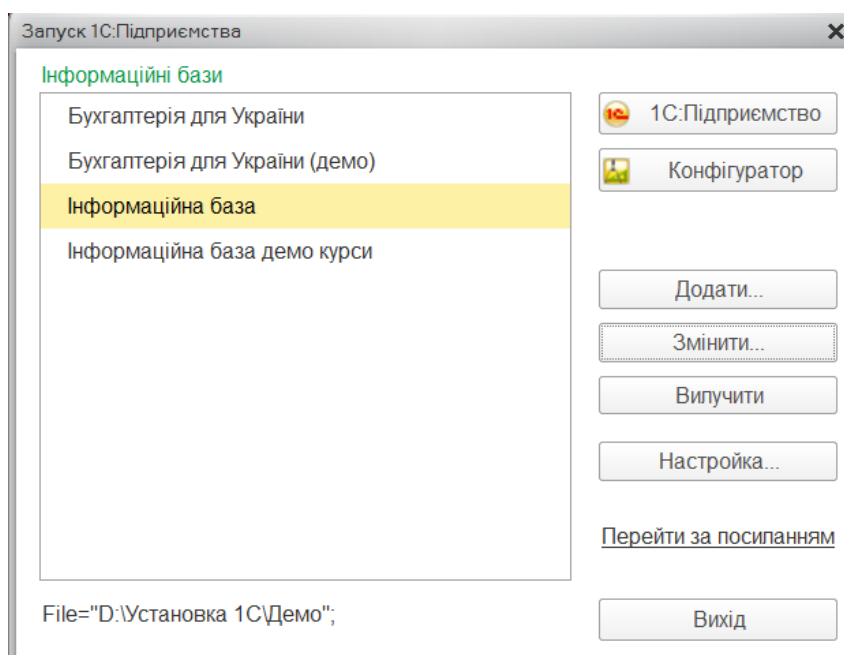 Запуск 1С:Підприємства
Інформаційні бази
Бухгалтерія для України
Бухгалтерія для України (демо)
Інформаційна база
Інформаційна база демо курси
1С:Підприємство
Конфігуратор
Додати...
Змінити...
Вилучити
Настройка...
Перейти за посиланням
File="D:\Установка 1С\Демо";
Вихід